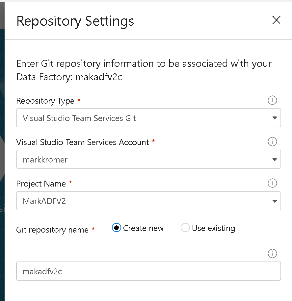 Repository Settings
Enter Git repository information to be associated with your
Data Factory: makadfv2c
Repository Type *
Visual Studio Team Services Git
Visual Studio Team Services Account *
markkromer
Project Name *
MarkADFV2
Git repository name * Create new Use existing
makadfv2c